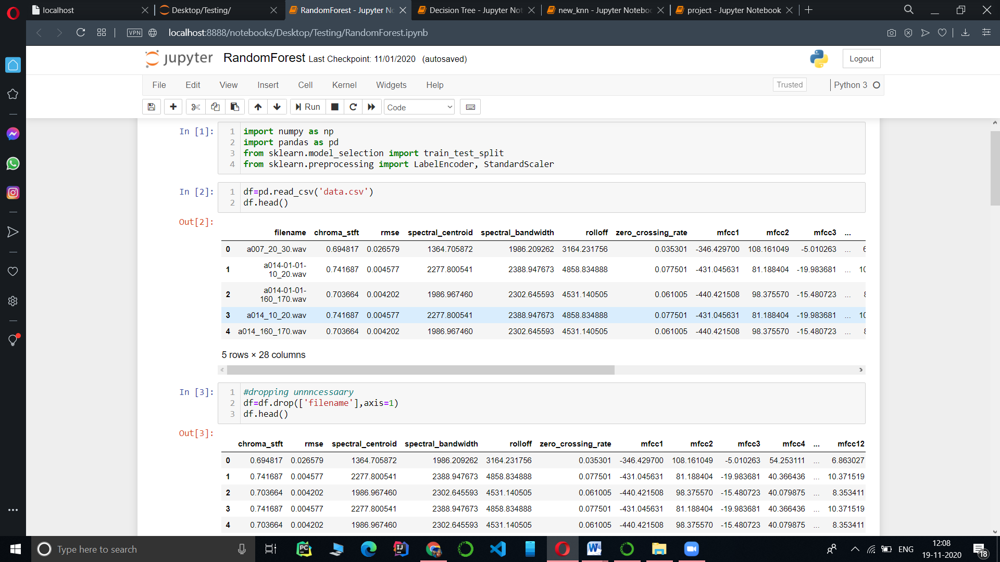 localhost
Desktop/Testing/
RandomForest - Jupyter No
Decision Tree - Jupyter Not
new_knn - Jupyter Noteboo
project - Jupyter Notebook
VPN
localhost:8888/notebooks/Desktop/Testing/RandomForest.ipynb
jupyter RandomForest Last Checkpoint: 11/01/2020 (autosaved)
Logout
File Edit View Insert Cell Kernel Widgets Help
Trusted
Python 3
Run
Code
In [1]:
1 import numpy as np
2 import pandas as pd
3 from sklearn.model_selection import train_test_split
4 from sklearn.preprocessing import LabelEncoder, StandardScaler
In [2]:
1 df=pd.read_csv('data.csv')
2 df.head()
Out[2]:
filename chroma_stft rmse spectral_centroid spectral_bandwidth rolloff zero_crossing_rate mfcc1 mfcc2 mfcc3 ...
0 a007_20_30.wav 0.694817 0.026579 1364.705872 1986.209262 3164.231756 0.035301 -346.429700 108.161049 -5.010263 ... 6
1 a014-01-01-10_20.wav 0.741687 0.004577 2277.800541 2388.947673 4858.834888 0.077501 -431.045631 81.188404 -19.983681 ... 10
2 a014-01-01-160_170.wav 0.703664 0.004202 1986.967460 2302.645593 4531.140505 0.061005 -440.421508 98.375570 -15.480723 ... 8
3 a014_10_20.wav 0.741687 0.004577 2277.800541 2388.947673 4858.834888 0.077501 -431.045631 81.188404 -19.983681 ... 10
4 a014_160_170.wav 0.703664 0.004202 1986.967460 2302.645593 4531.140505 0.061005 -440.421508 98.375570 -15.480723 ... 8
5 rows × 28 columns
In [3]:
1 #dropping unnncessaary
2 df=df.drop(['filename'],axis=1)
3 df.head()
Out[3]:
chroma_stft rmse spectral_centroid spectral_bandwidth rolloff zero_crossing_rate mfcc1 mfcc2 mfcc3 mfcc4 ... mfcc12
0 0.694817 0.026579 1364.705872 1986.209262 3164.231756 0.035301 -346.429700 108.161049 -5.010263 54.253111 ... 6.863027
1 0.741687 0.004577 2277.800541 2388.947673 4858.834888 0.077501 -431.045631 81.188404 -19.983681 40.366436 ... 10.371519
2 0.703664 0.004202 1986.967460 2302.645593 4531.140505 0.061005 -440.421508 98.375570 -15.480723 40.079875 ... 8.353411
3 0.741687 0.004577 2277.800541 2388.947673 4858.834888 0.077501 -431.045631 81.188404 -19.983681 40.366436 ... 10.371519
4 0.703664 0.004202 1986.967460 2302.645593 4531.140505 0.061005 -440.421508 98.375570 -15.480723 40.079875 ... 8.353411
Type here to search
ENG
12:08
19-11-2020
18